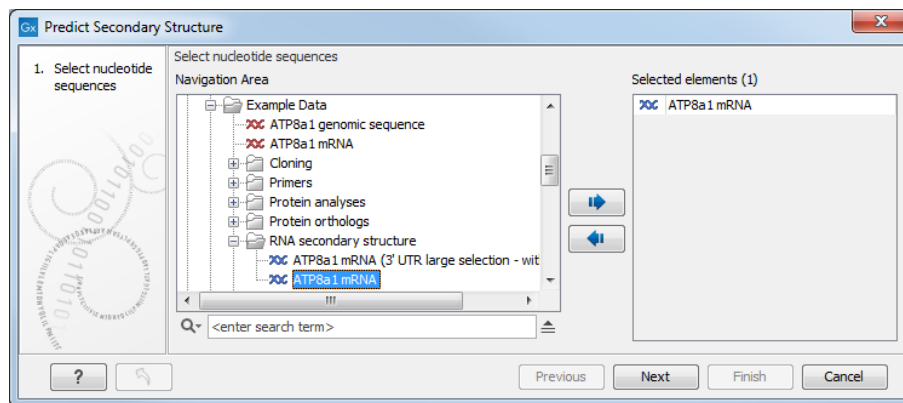 Gx Predict Secondary Structure
1. Select nucleotide
sequences
Select nucleotide sequences
Navigation Area
Example Data
ATP8a1 genomic sequence
ATP8a1 mRNA
Cloning
Primers
Protein analyses
Protein orthologs
RNA secondary structure
ATP8a1 mRNA (3' UTR large selection - wit
ATP8a1 mRNA
<enter search term>
Selected elements (1)
ATP8a1 mRNA
?
Previous
Next
Finish
Cancel